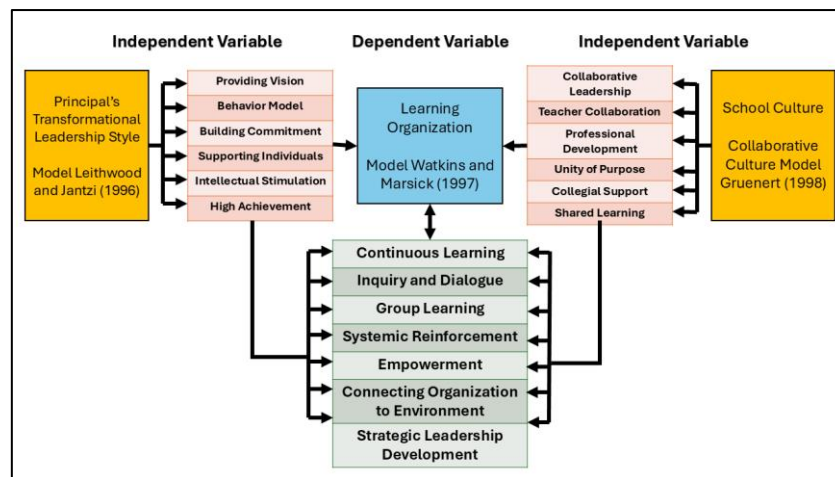 Independent Variable
Dependent Variable
Independent Variable
Principal's
Transformational
Leadership Style
Model Leithwood
and Jantzi (1996)
Providing Vision
Behavior Model
Building Commitment
Supporting Individuals
Intellectual Stimulation
High Achievement
Learning
Organization
Model Watkins and
Marsick (1997)
Collaborative
Leadership
Teacher Collaboration
Professional
Development
Unity of Purpose
Collegial Support
Shared Learning
School Culture
Collaborative
Culture Model
Gruenert (1998)
Continuous Learning
Inquiry and Dialogue
Group Learning
Systemic Reinforcement
Empowerment
Connecting Organization
to Environment
Strategic Leadership
Development